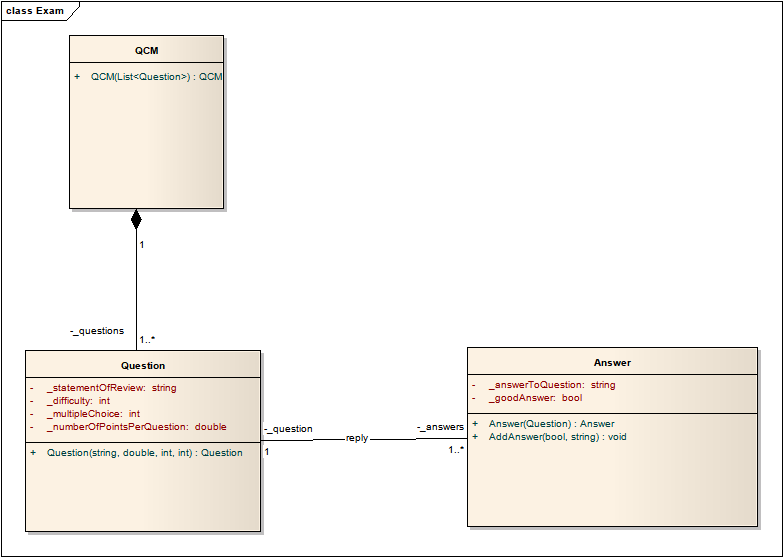 class Exam
QCM
+ QCM(List<Question>) : QCM
1
-_questions
1..*
Question
- _statementOfReview: string
- _difficulty: int
- _multipleChoice: int
- _numberOfPointsPerQuestion: double
+ Question(string, double, int, int) : Question
-_question
1
reply
-_answers
1..*
Answer
- _answerToQuestion: string
- _goodAnswer: bool
+ Answer(Question) : Answer
+ AddAnswer(bool, string) : void